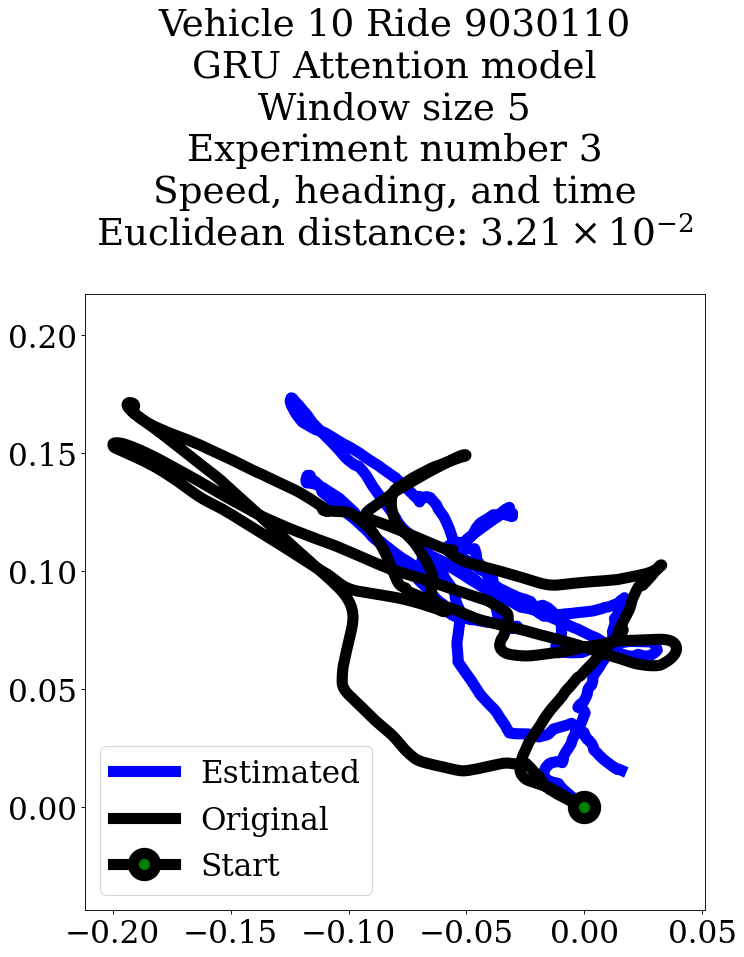 Vehicle 10 Ride 9030110
GRU Attention model
Window size 5
Experiment number 3
Speed, heading, and time
Euclidean distance: 3.21 × 10⁻²
0.20
0.15
0.10
0.05
0.00
Estimated
Original
Start
−0.20 −0.15 −0.10 −0.05 0.00 0.05